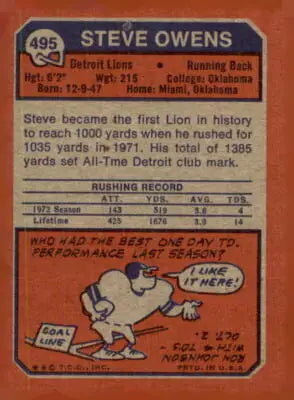 495
STEVE OWENS
Detroit Lions • Running Back
Hgt: 6'2" Wgt: 215 College: Oklahoma
Born: 12-9-47 Home: Miami, Oklahoma
Steve became the first Lion in history
to reach 1000 yards when he rushed for
1035 yards in 1971. His total of 1385
yards set All-Tme Detroit club mark.
RUSHING RECORD
ATT. YDS. AVG. TDS.
1972 Season 143 519 3.6 4
Lifetime 425 1676 3.9 14
WHO HAD THE BEST ONE DAY TD.
PERFORMANCE LAST SEASON?
I LIKE
IT HERE!
GOAL
LINE
RON JOHNSON
WITH 4 TD'S -
OCT. 2.
© T.C.G., INC.
PRTD. IN U.S.A.